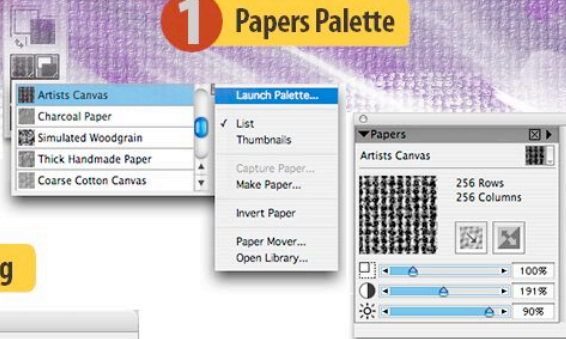 1 Papers Palette
Artists Canvas
Charcoal Paper
Simulated Woodgrain
Thick Handmade Paper
Coarse Cotton Canvas
Launch Palette...
✓ List
Thumbnails
Capture Paper...
Make Paper...
Invert Paper
Paper Mover...
Open Library...
Papers
Artists Canvas
256 Rows
256 Columns
100%
191%
90%
g